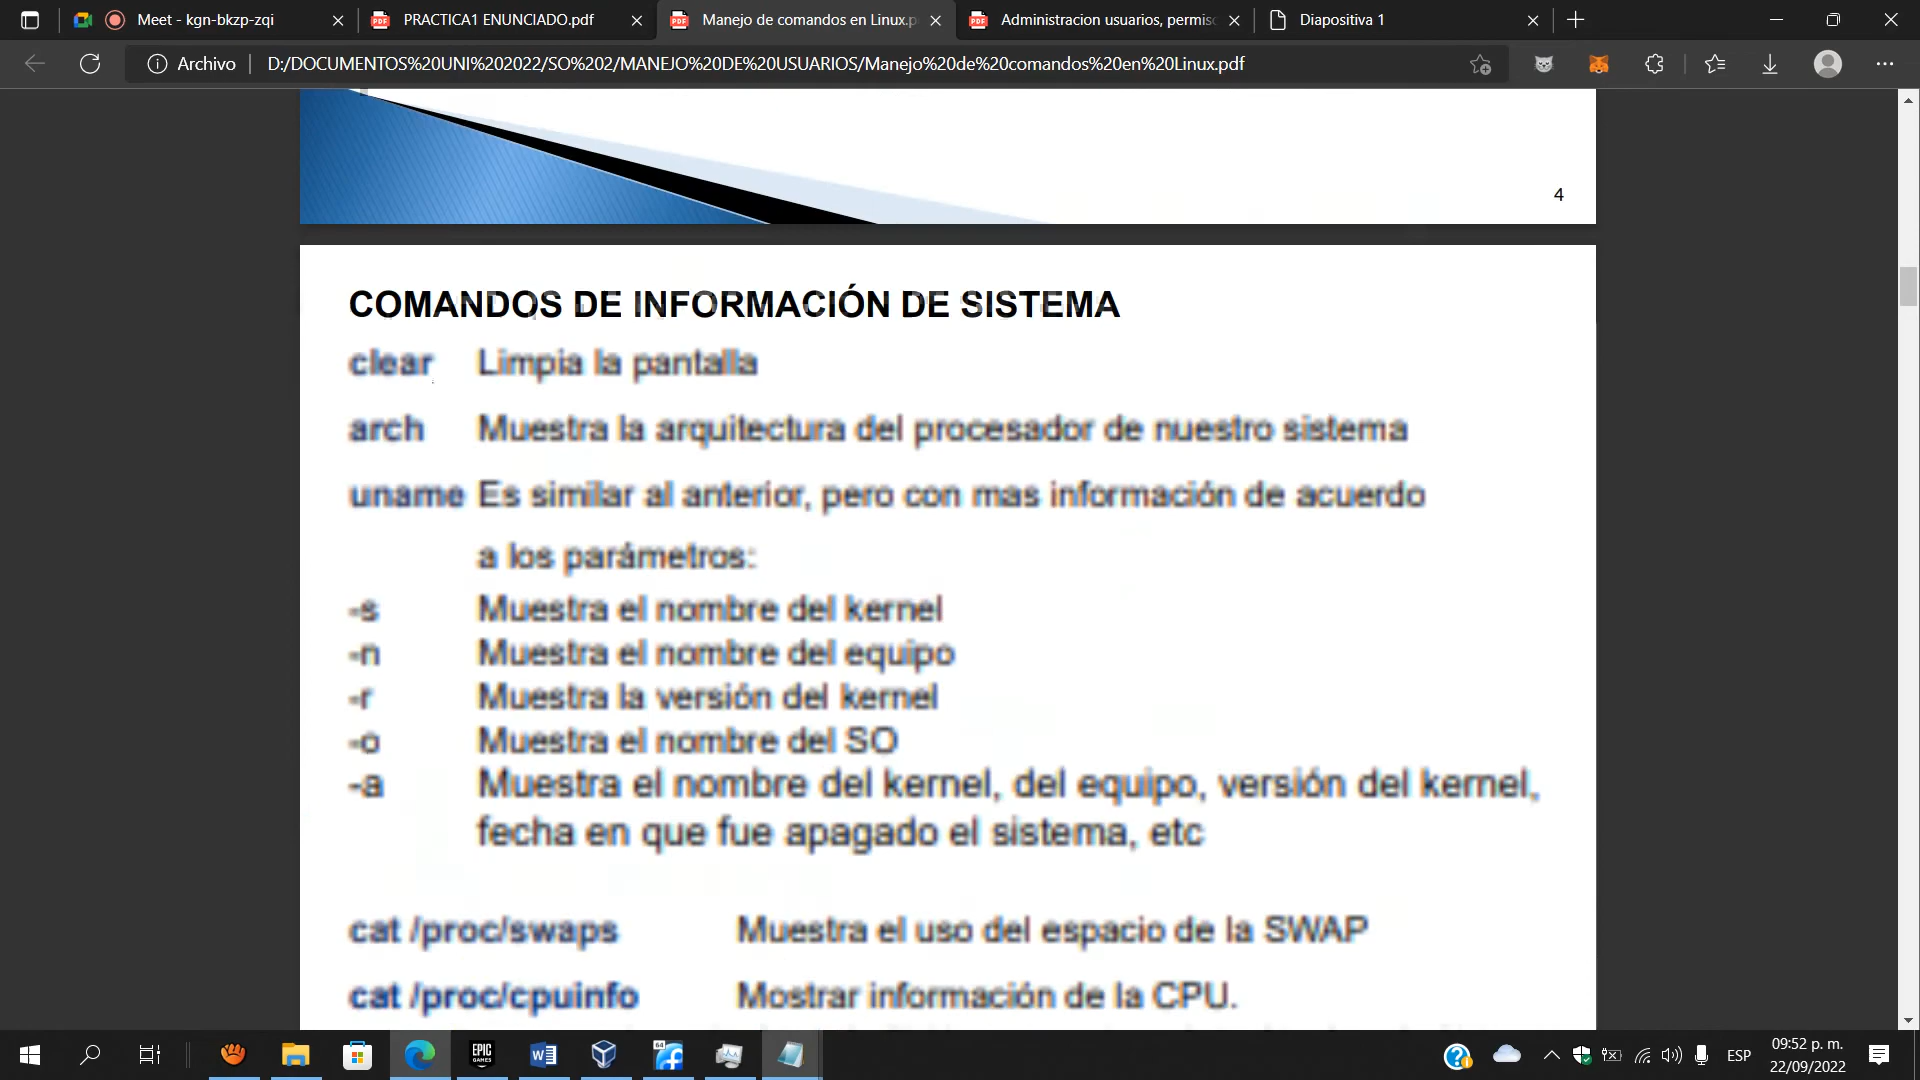 Meet - kgn-bkzp-zqi
PRACTICA1 ENUNCIADO.pdf
Manejo de comandos en Linux.p
Administracion usuarios, permiso
Diapositiva 1
Archivo
D:/DOCUMENTOS%20UNI%202022/SO%202/MANEJO%20DE%20USUARIOS/Manejo%20de%20comandos%20en%20Linux.pdf
4
COMANDOS DE INFORMACIÓN DE SISTEMA
clear Limpia la pantalla
arch Muestra la arquitectura del procesador de nuestro sistema
uname Es similar al anterior, pero con mas información de acuerdo
a los parámetros:
-s Muestra el nombre del kernel
-n Muestra el nombre del equipo
-r Muestra la versión del kernel
-o Muestra el nombre del SO
-a Muestra el nombre del kernel, del equipo, versión del kernel,
fecha en que fue apagado el sistema, etc
cat /proc/swaps Muestra el uso del espacio de la SWAP
cat /proc/cpuinfo Mostrar información de la CPU.
EPIC
GAMES
64
ESP
09:52 p. m.
22/09/2022